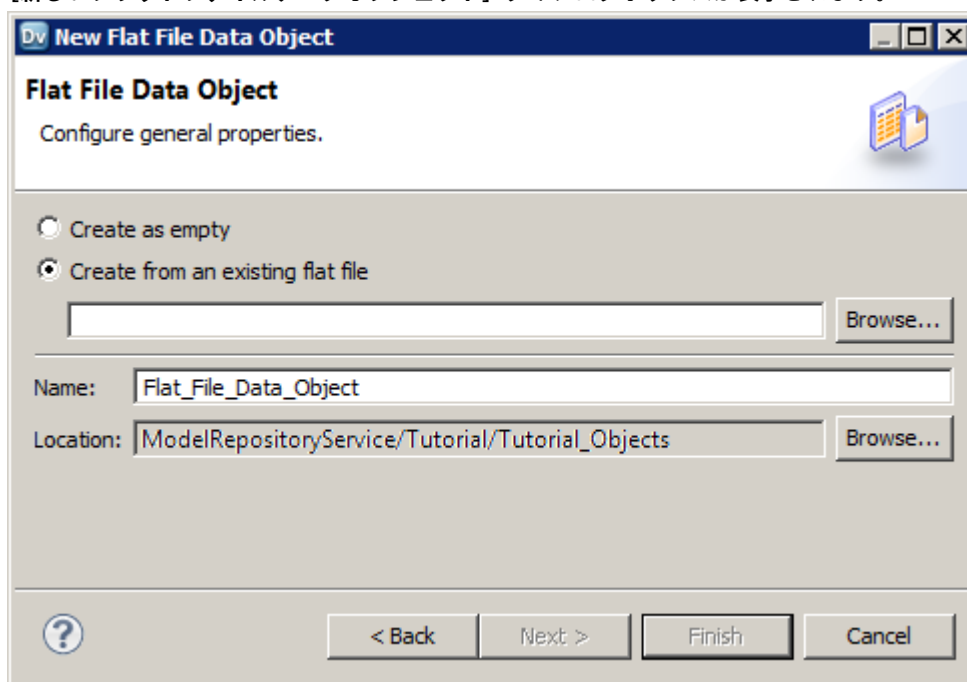 Dv New Flat File Data Object
Flat File Data Object
Configure general properties.
Create as empty
Create from an existing flat file
Browse...
Name: Flat_File_Data_Object
Location: ModelRepositoryService/Tutorial/Tutorial_Objects Browse...
? < Back Next > Finish Cancel